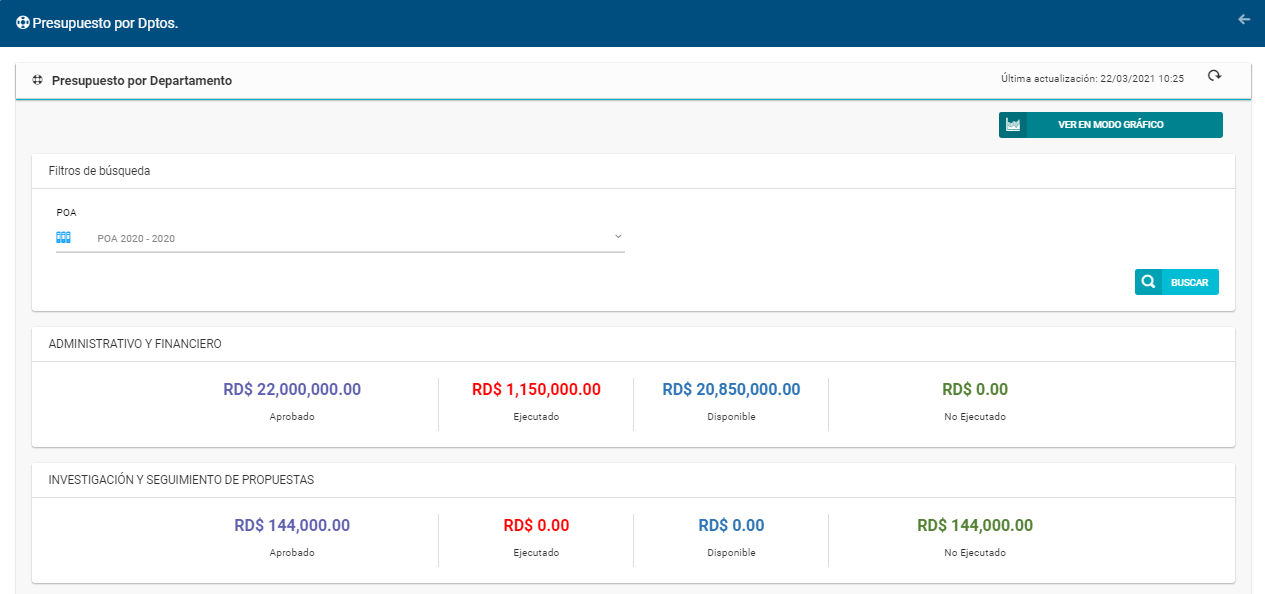 Presupuesto por Dptos.
Presupuesto por Departamento
Última actualización: 22/03/2021 10:25
VER EN MODO GRÁFICO
Filtros de búsqueda
POA
POA 2020 - 2020
BUSCAR
ADMINISTRATIVO Y FINANCIERO
RD$ 22,000,000.00 RD$ 1,150,000.00 RD$ 20,850,000.00 RD$ 0.00
Aprobado Ejecutado Disponible No Ejecutado
INVESTIGACIÓN Y SEGUIMIENTO DE PROPUESTAS
RD$ 144,000.00 RD$ 0.00 RD$ 0.00 RD$ 144,000.00
Aprobado Ejecutado Disponible No Ejecutado